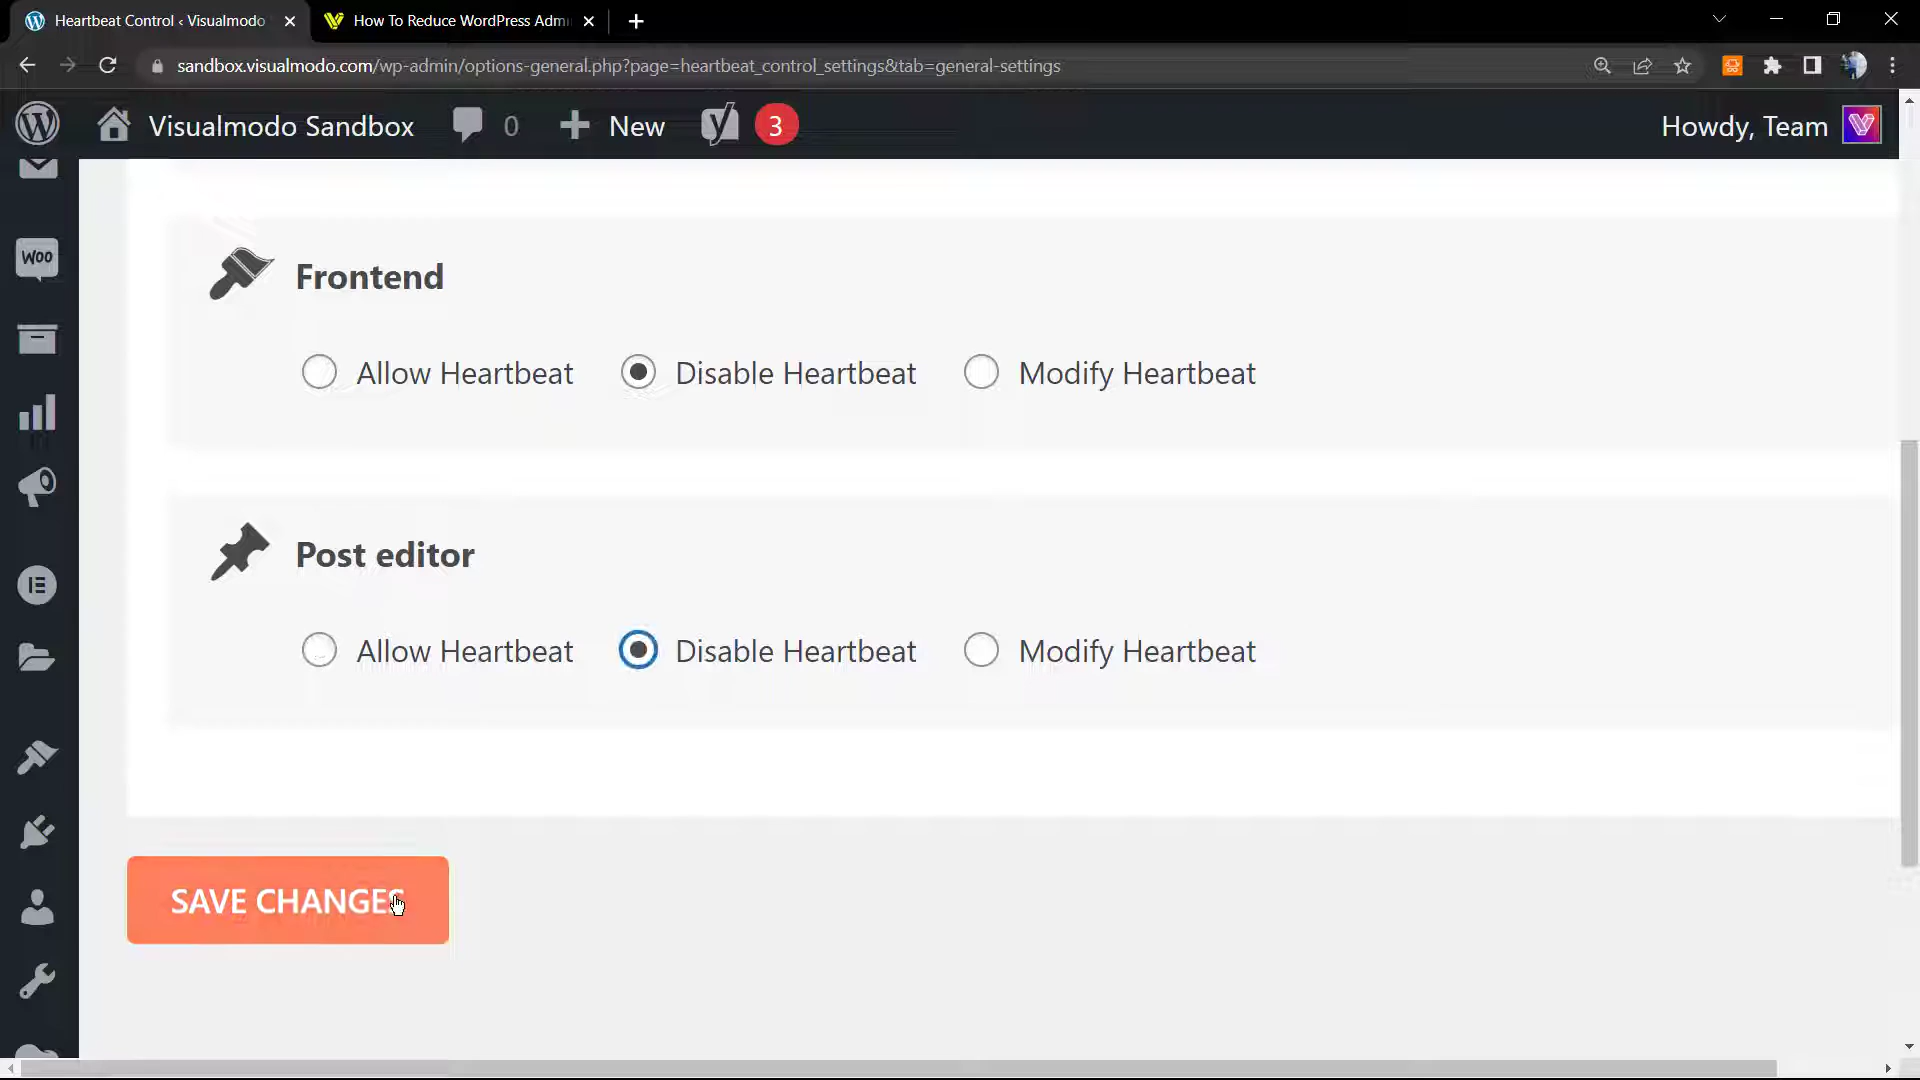 Heartbeat Control ‹ Visualmodo
How To Reduce WordPress Adm
sandbox.visualmodo.com/wp-admin/options-general.php?page=heartbeat_control_settings&tab=general-settings
Visualmodo Sandbox
0
New
3
Howdy, Team
Woo
Frontend
Allow Heartbeat
Disable Heartbeat
Modify Heartbeat
Post editor
Allow Heartbeat
Disable Heartbeat
Modify Heartbeat
SAVE CHANGES